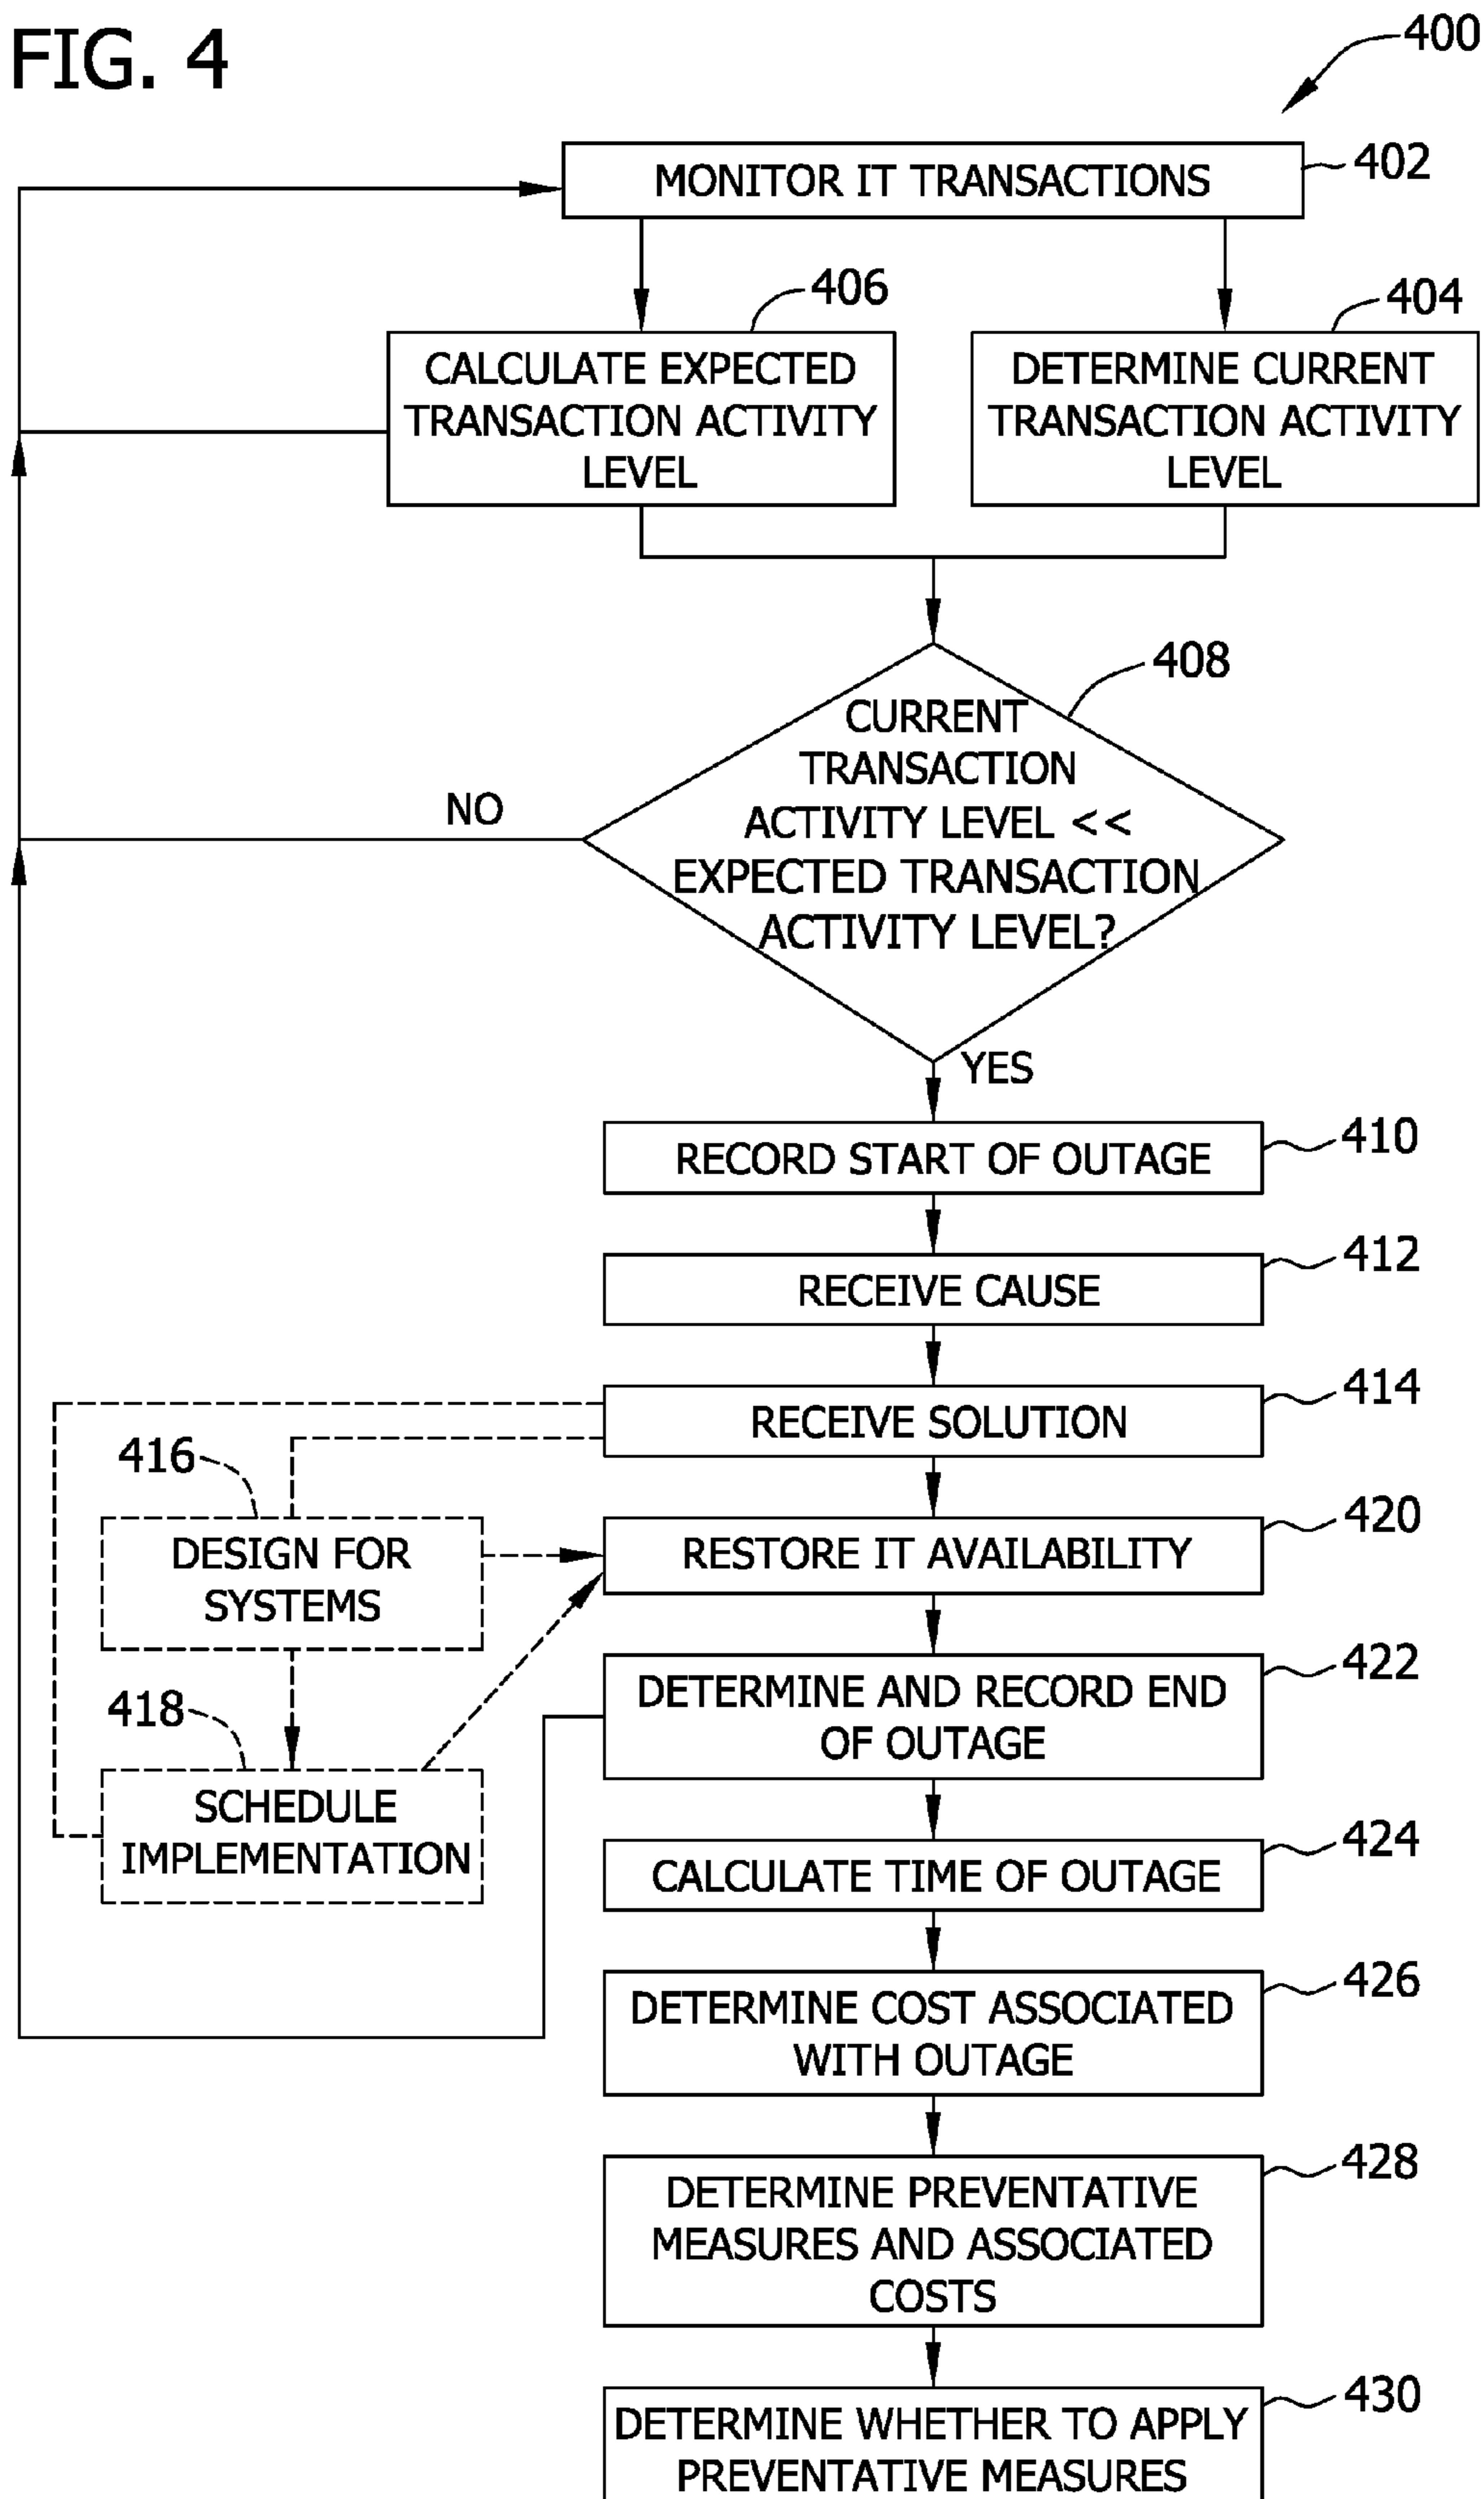 FIG. 4
400
MONITOR IT TRANSACTIONS
402
406
404
CALCULATE EXPECTED
TRANSACTION ACTIVITY
LEVEL
DETERMINE CURRENT
TRANSACTION ACTIVITY
LEVEL
408
CURRENT
TRANSACTION
ACTIVITY LEVEL <<
EXPECTED TRANSACTION
ACTIVITY LEVEL?
NO
YES
RECORD START OF OUTAGE
410
RECEIVE CAUSE
412
RECEIVE SOLUTION
414
416
DESIGN FOR
SYSTEMS
RESTORE IT AVAILABILITY
420
418
SCHEDULE
IMPLEMENTATION
DETERMINE AND RECORD END
OF OUTAGE
422
CALCULATE TIME OF OUTAGE
424
DETERMINE COST ASSOCIATED
WITH OUTAGE
426
DETERMINE PREVENTATIVE
MEASURES AND ASSOCIATED
COSTS
428
DETERMINE WHETHER TO APPLY
PREVENTATIVE MEASURES
430